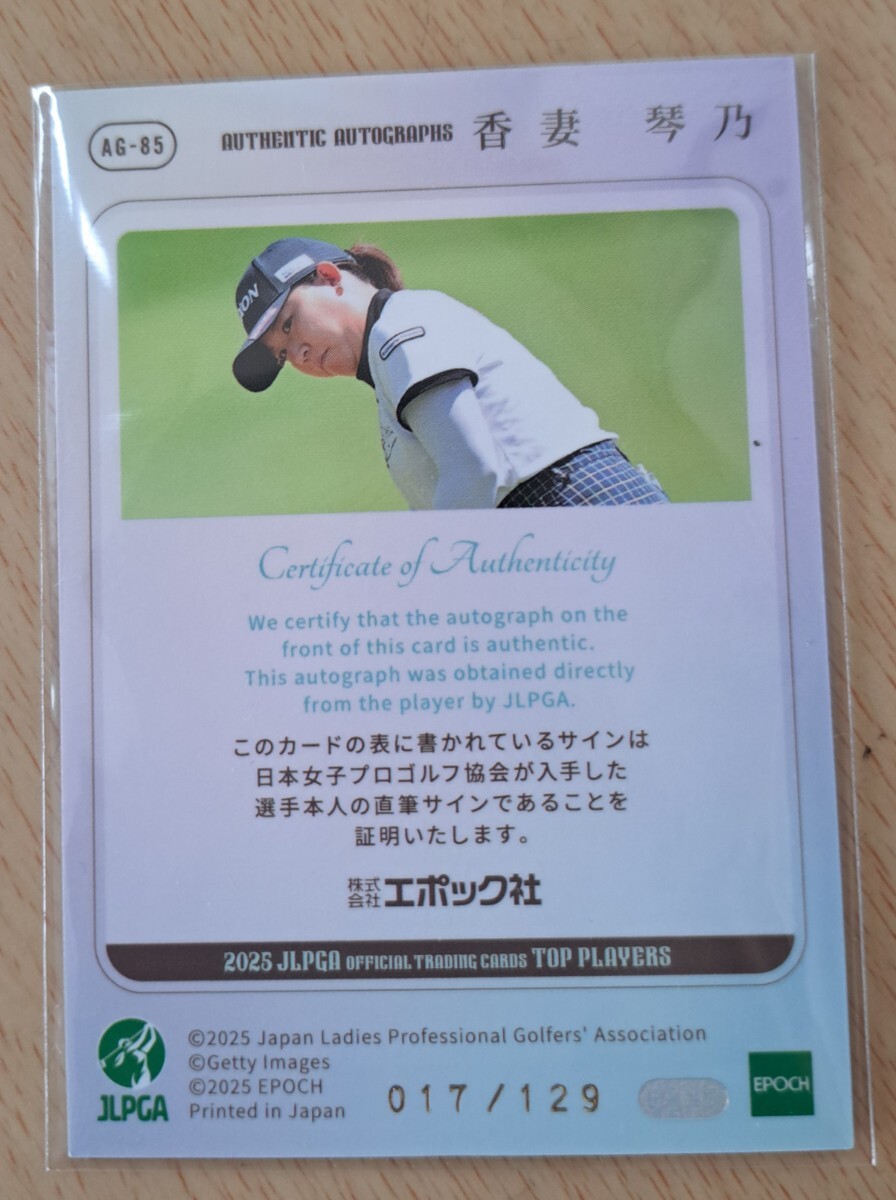 AG-85
AUTHENTIC AUTOGRAPHS 香妻 琴乃
Certificate of Authenticity
We certify that the autograph on the
front of this card is authentic.
This autograph was obtained directly
from the player by JLPGA.
このカードの表に書かれているサインは
日本女子プロゴルフ協会が入手した
選手本人の直筆サインであることを
証明いたします。
株式会社エポック社
2025 JLPGA OFFICIAL TRADING CARDS TOP PLAYERS
©2025 Japan Ladies Professional Golfers' Association
©Getty Images
©2025 EPOCH
Printed in Japan
017/129
JLPGA
EPOCH